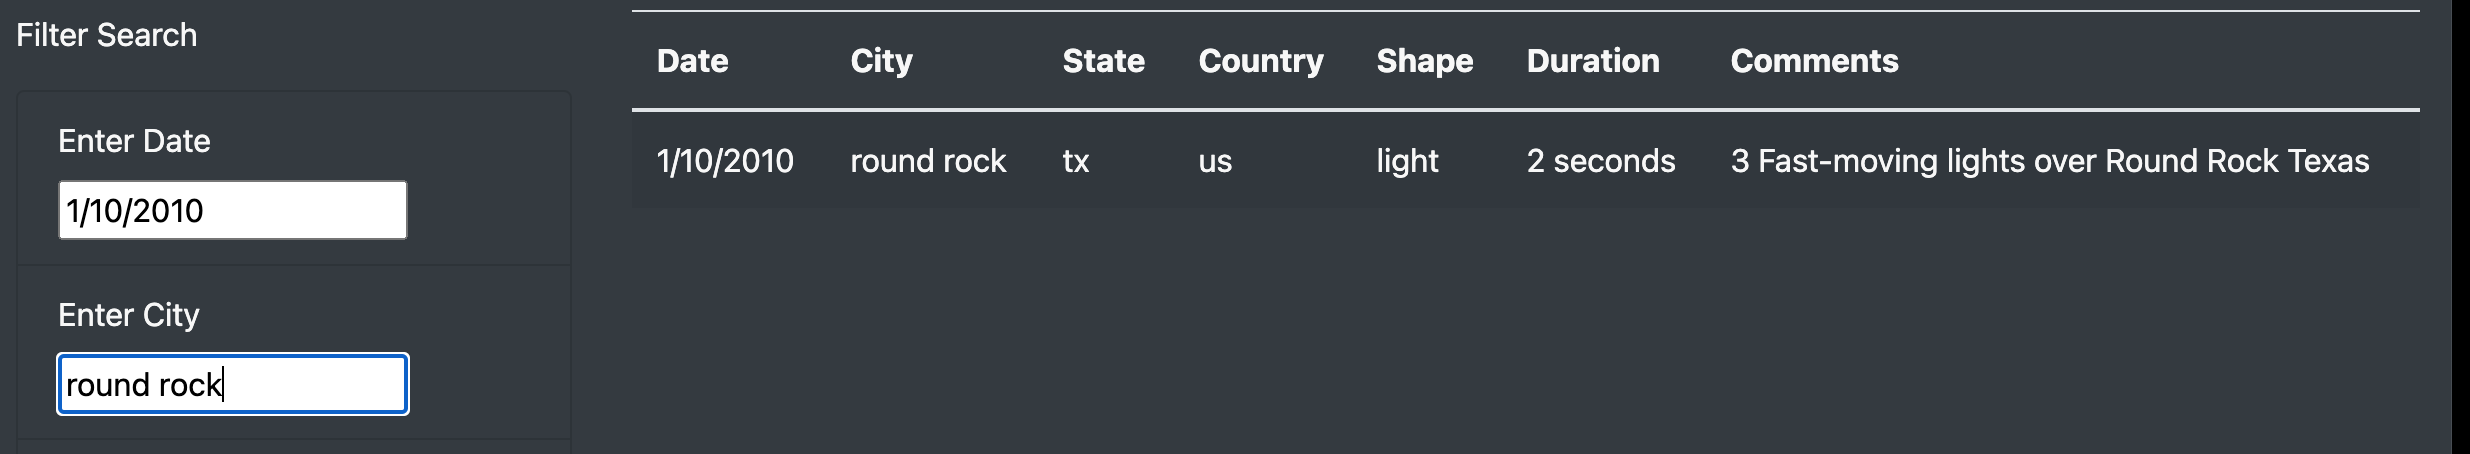 Filter Search
Enter Date
1/10/2010
Enter City
round rock
Date City State Country Shape Duration Comments
1/10/2010 round rock tx us light 2 seconds 3 Fast-moving lights over Round Rock Texas